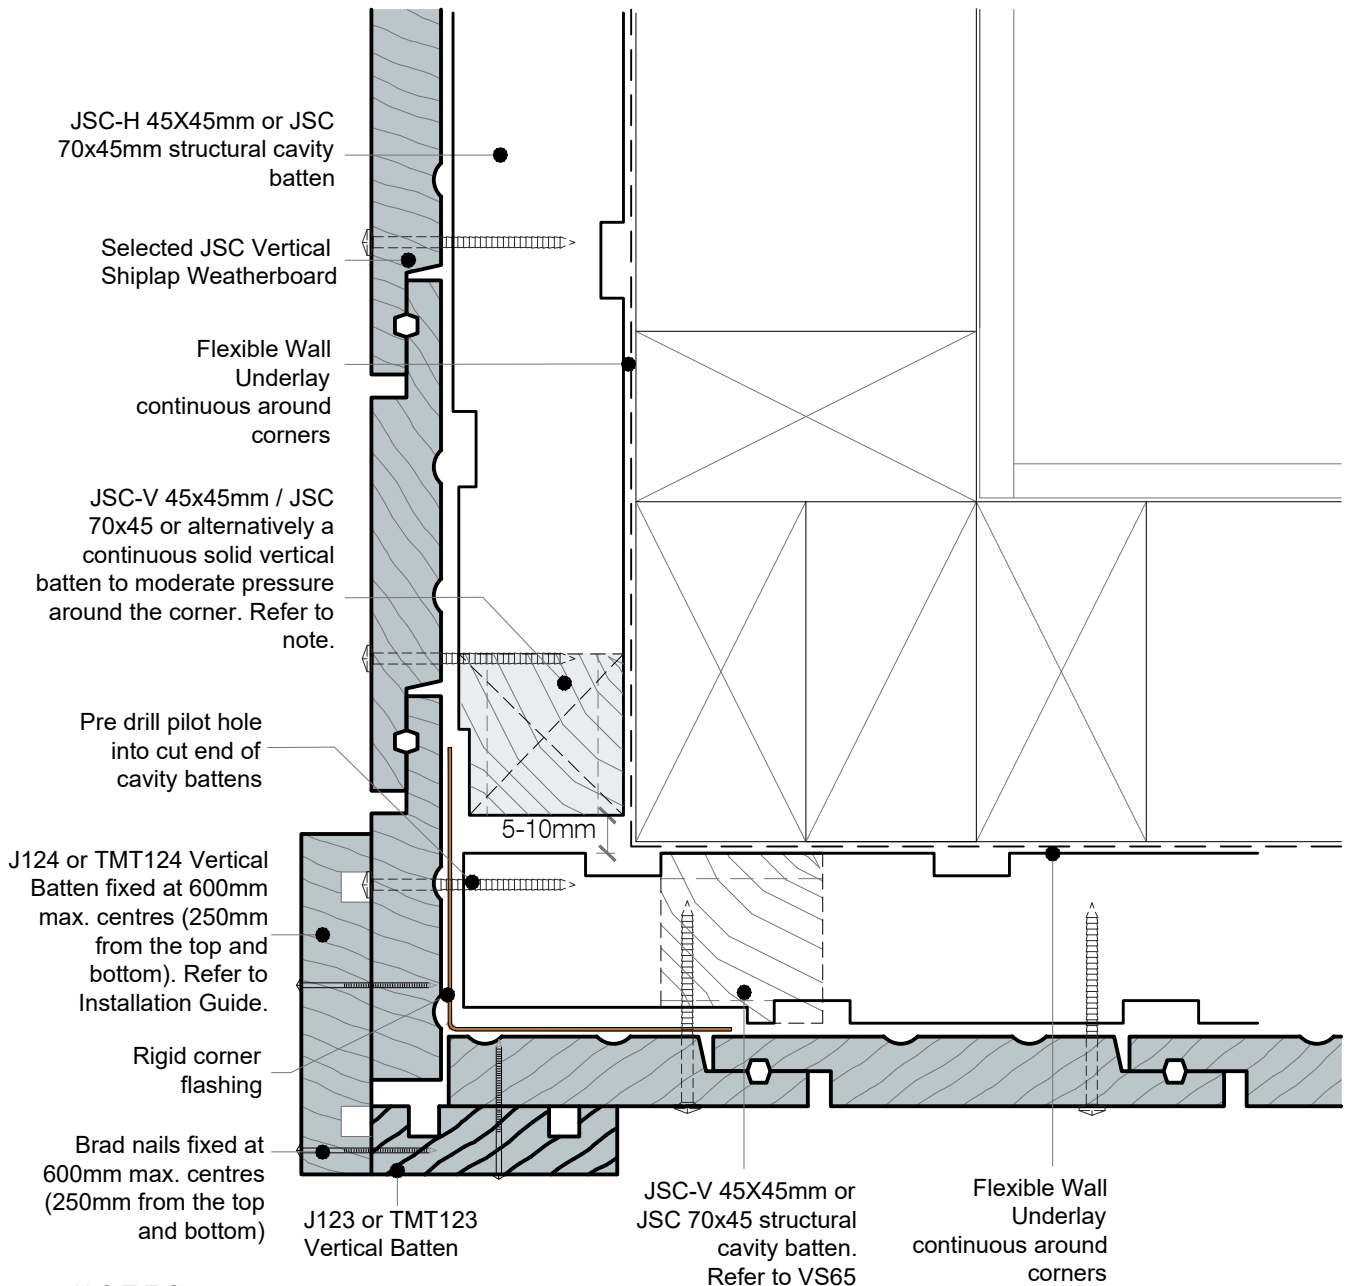 JSC-H 45X45mm or JSC
70x45mm structural cavity
batten
Selected JSC Vertical
Shiplap Weatherboard
Flexible Wall
Underlay
continuous around
corners
JSC-V 45x45mm / JSC
70x45 or alternatively a
continuous solid vertical
batten to moderate pressure
around the corner. Refer to
note.
Pre drill pilot hole
into cut end of
cavity battens
5-10mm
J124 or TMT124 Vertical
Batten fixed at 600mm
max. centres (250mm
from the top and
bottom). Refer to
Installation Guide.
Rigid corner
flashing
Brad nails fixed at
600mm max. centres
(250mm from the top
and bottom)
J123 or TMT123
Vertical Batten
JSC-V 45X45mm or
JSC 70x45 structural
cavity batten.
Refer to VS65
Flexible Wall
Underlay
continuous around
corners